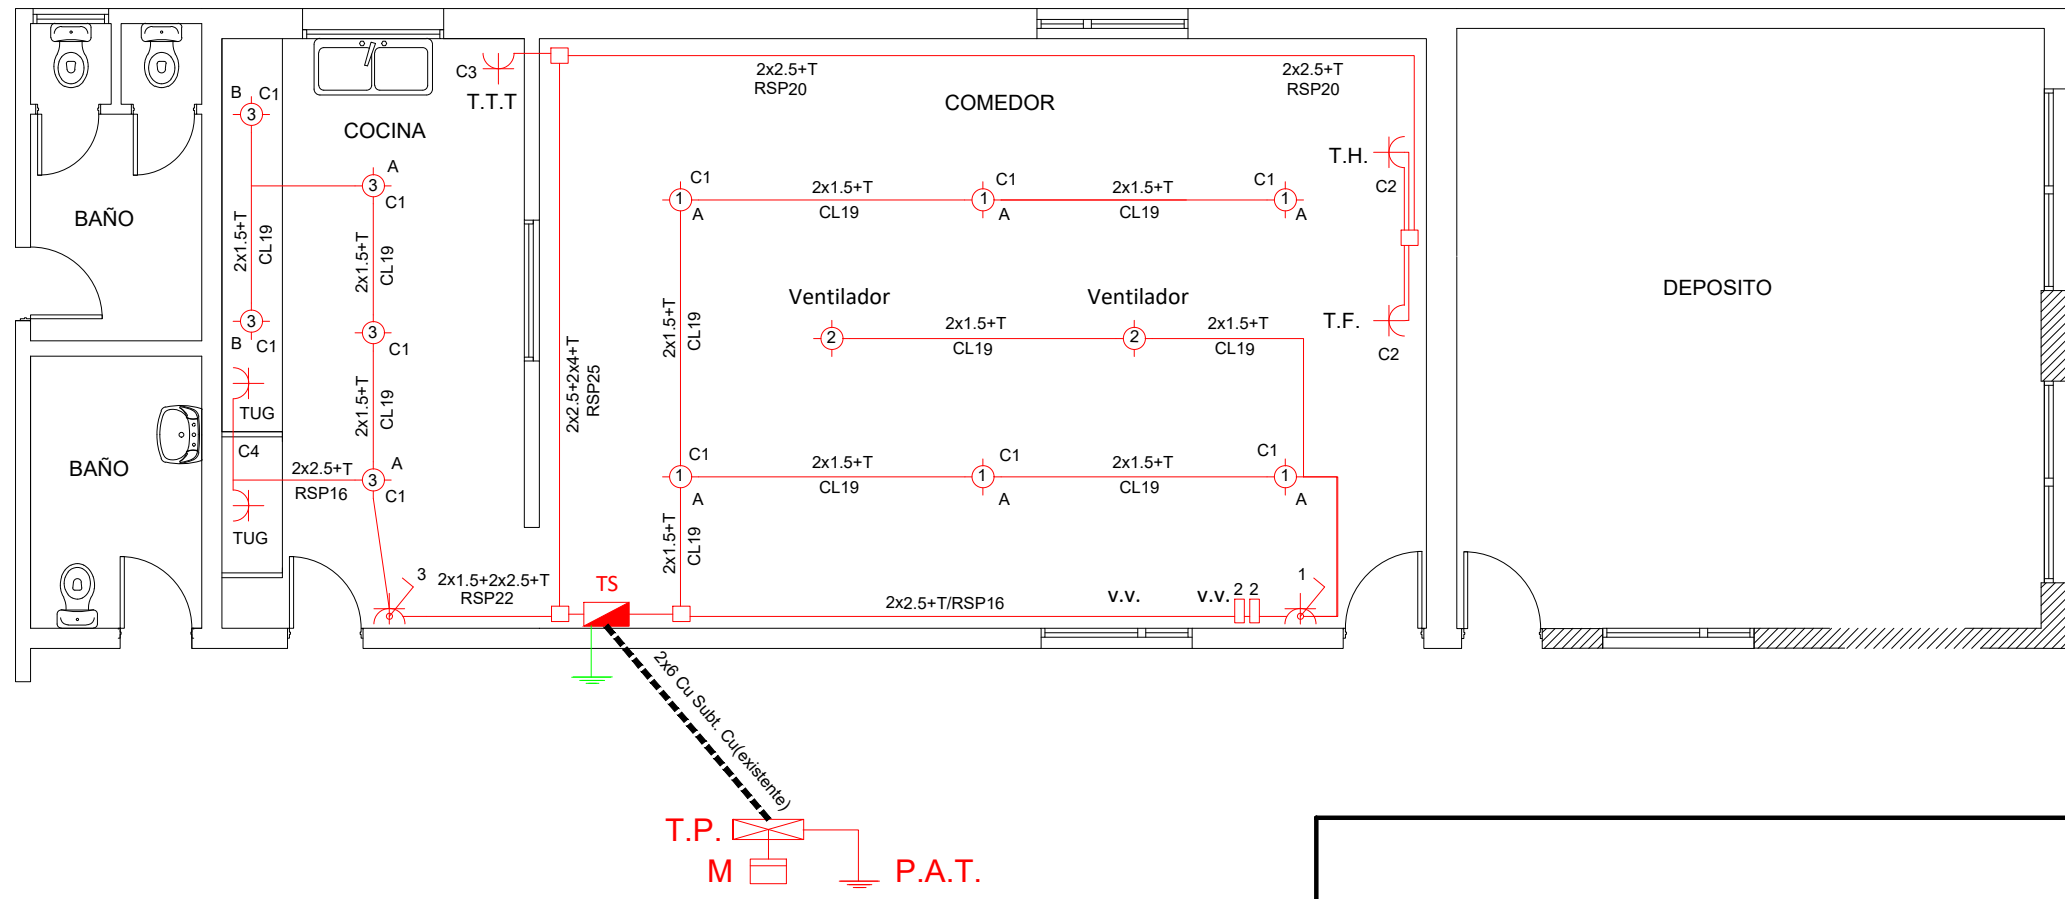 C3
T.T.T
2x2.5+T
RSP20
2x2.5+T
RSP20
COMEDOR
COCINA
B
C1
3
A
3
C1
BAÑO
2x1.5+T
CL19
2x1.5+T
CL19
3
B
C1
3
C1
2x1.5+T
CL19
TUG
C4
TUG
BAÑO
2x2.5+T
RSP16
A
3
C1
3
2x1.5+2x2.5+T
RSP22
TS
2x2.5+2x4+T
RSP25
C1
1
A
2x1.5+T
CL19
C1
1
A
2x1.5+T
CL19
C1
1
A
T.H.
C2
T.F.
C2
2x1.5+T
CL19
Ventilador
2
2x1.5+T
CL19
Ventilador
2
2x1.5+T
CL19
C1
1
A
2x1.5+T
CL19
C1
1
A
2x1.5+T
CL19
C1
1
A
2x1.5+T
CL19
2x2.5+T/RSP16
v.v.
v.v.
2 2
1
DEPOSITO
2x6 Cu Subt. Cu(existente)
T.P.
M
P.A.T.